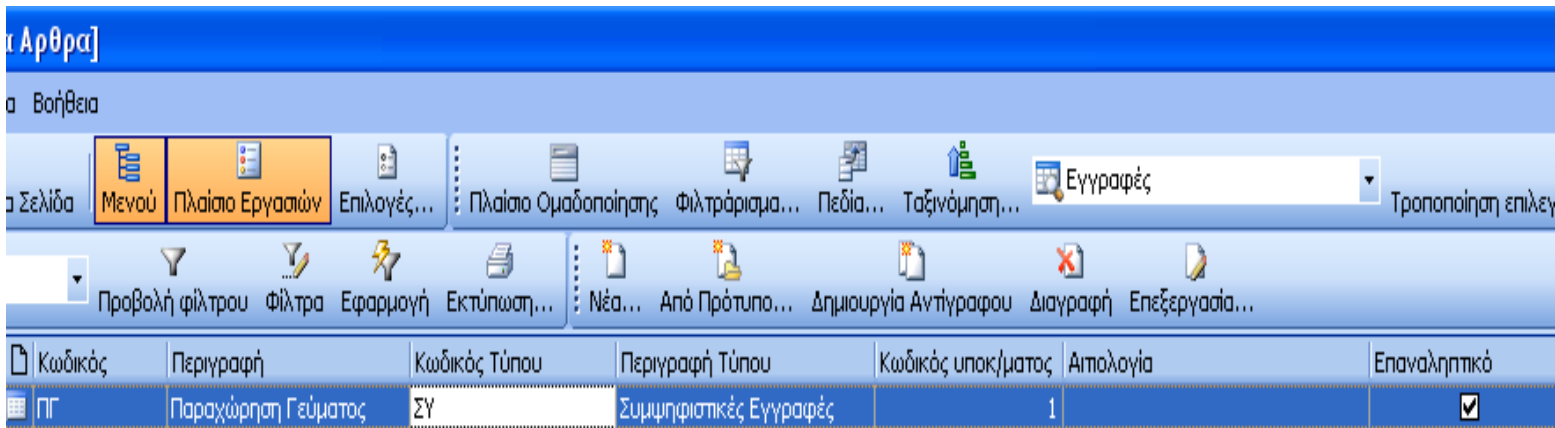 α Αρθρα]
α Βοήθεια
α Σελίδα Μενού Πλαίσιο Εργασιών Επιλογές... Πλαίσιο Ομαδοποίησης Φιλτράρισμα... Πεδία... Ταξινόμηση... Εγγραφές Τροποποίηση επιλεγ
Προβολή φίλτρου Φίλτρα Εφαρμογή Εκτύπωση... Νέα... Από Πρότυπο... Δημιουργία Αντίγραφου Διαγραφή Επεξεργασία...
Κωδικός Περιγραφή Κωδικός Τύπου Περιγραφή Τύπου Κωδικός υποκ/ματος Αιτιολογία Επαναληπτικό
ΠΓ Παραχώρηση Γεύματος ΣΥ Συμψηφιστικές Εγγραφές 1